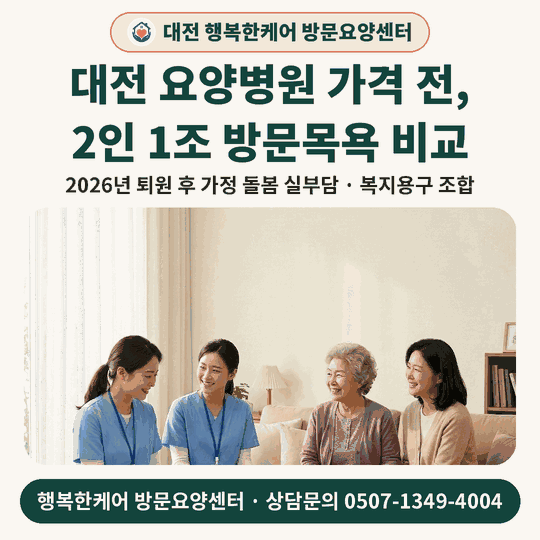 대전 행복한케어 방문요양센터
대전 요양병원 가격 전,
2인 1조 방문목욕 비교
2026년 퇴원 후 가정 돌봄 실부담 · 복지용구 조합
행복한케어 방문요양센터 · 상담문의 0507-1349-4004